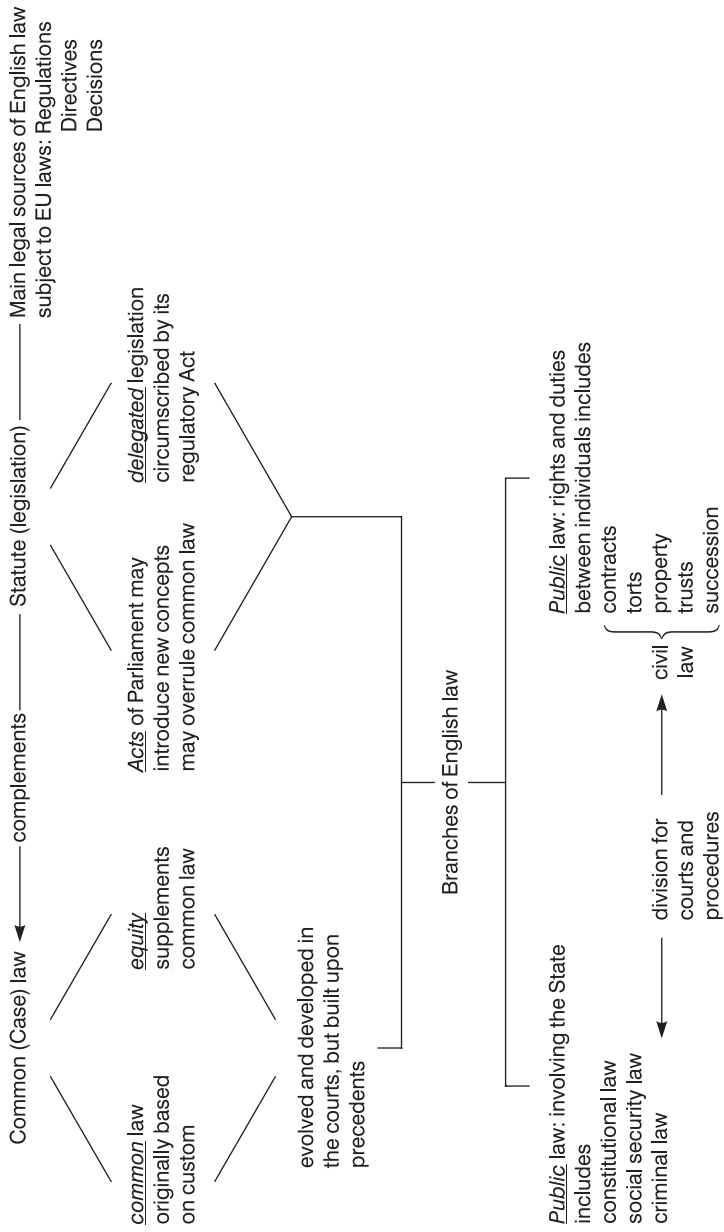 Common (Case) law
complements
Statute (legislation)
Main legal sources of English law
subject to EU laws: Regulations
Directives
Decisions
common law
originally based
on custom
equity
supplements
common law
Acts of Parliament may
introduce new concepts
may overrule common law
delegated legislation
circumscribed by its
regulatory Act
evolved and developed in
the courts, but built upon
precedents
Branches of English law
Public law: involving the State
includes
constitutional law
social security law
criminal law
division for
courts and
procedures
civil
law
Public law: rights and duties
between individuals includes
contracts
torts
property
trusts
succession